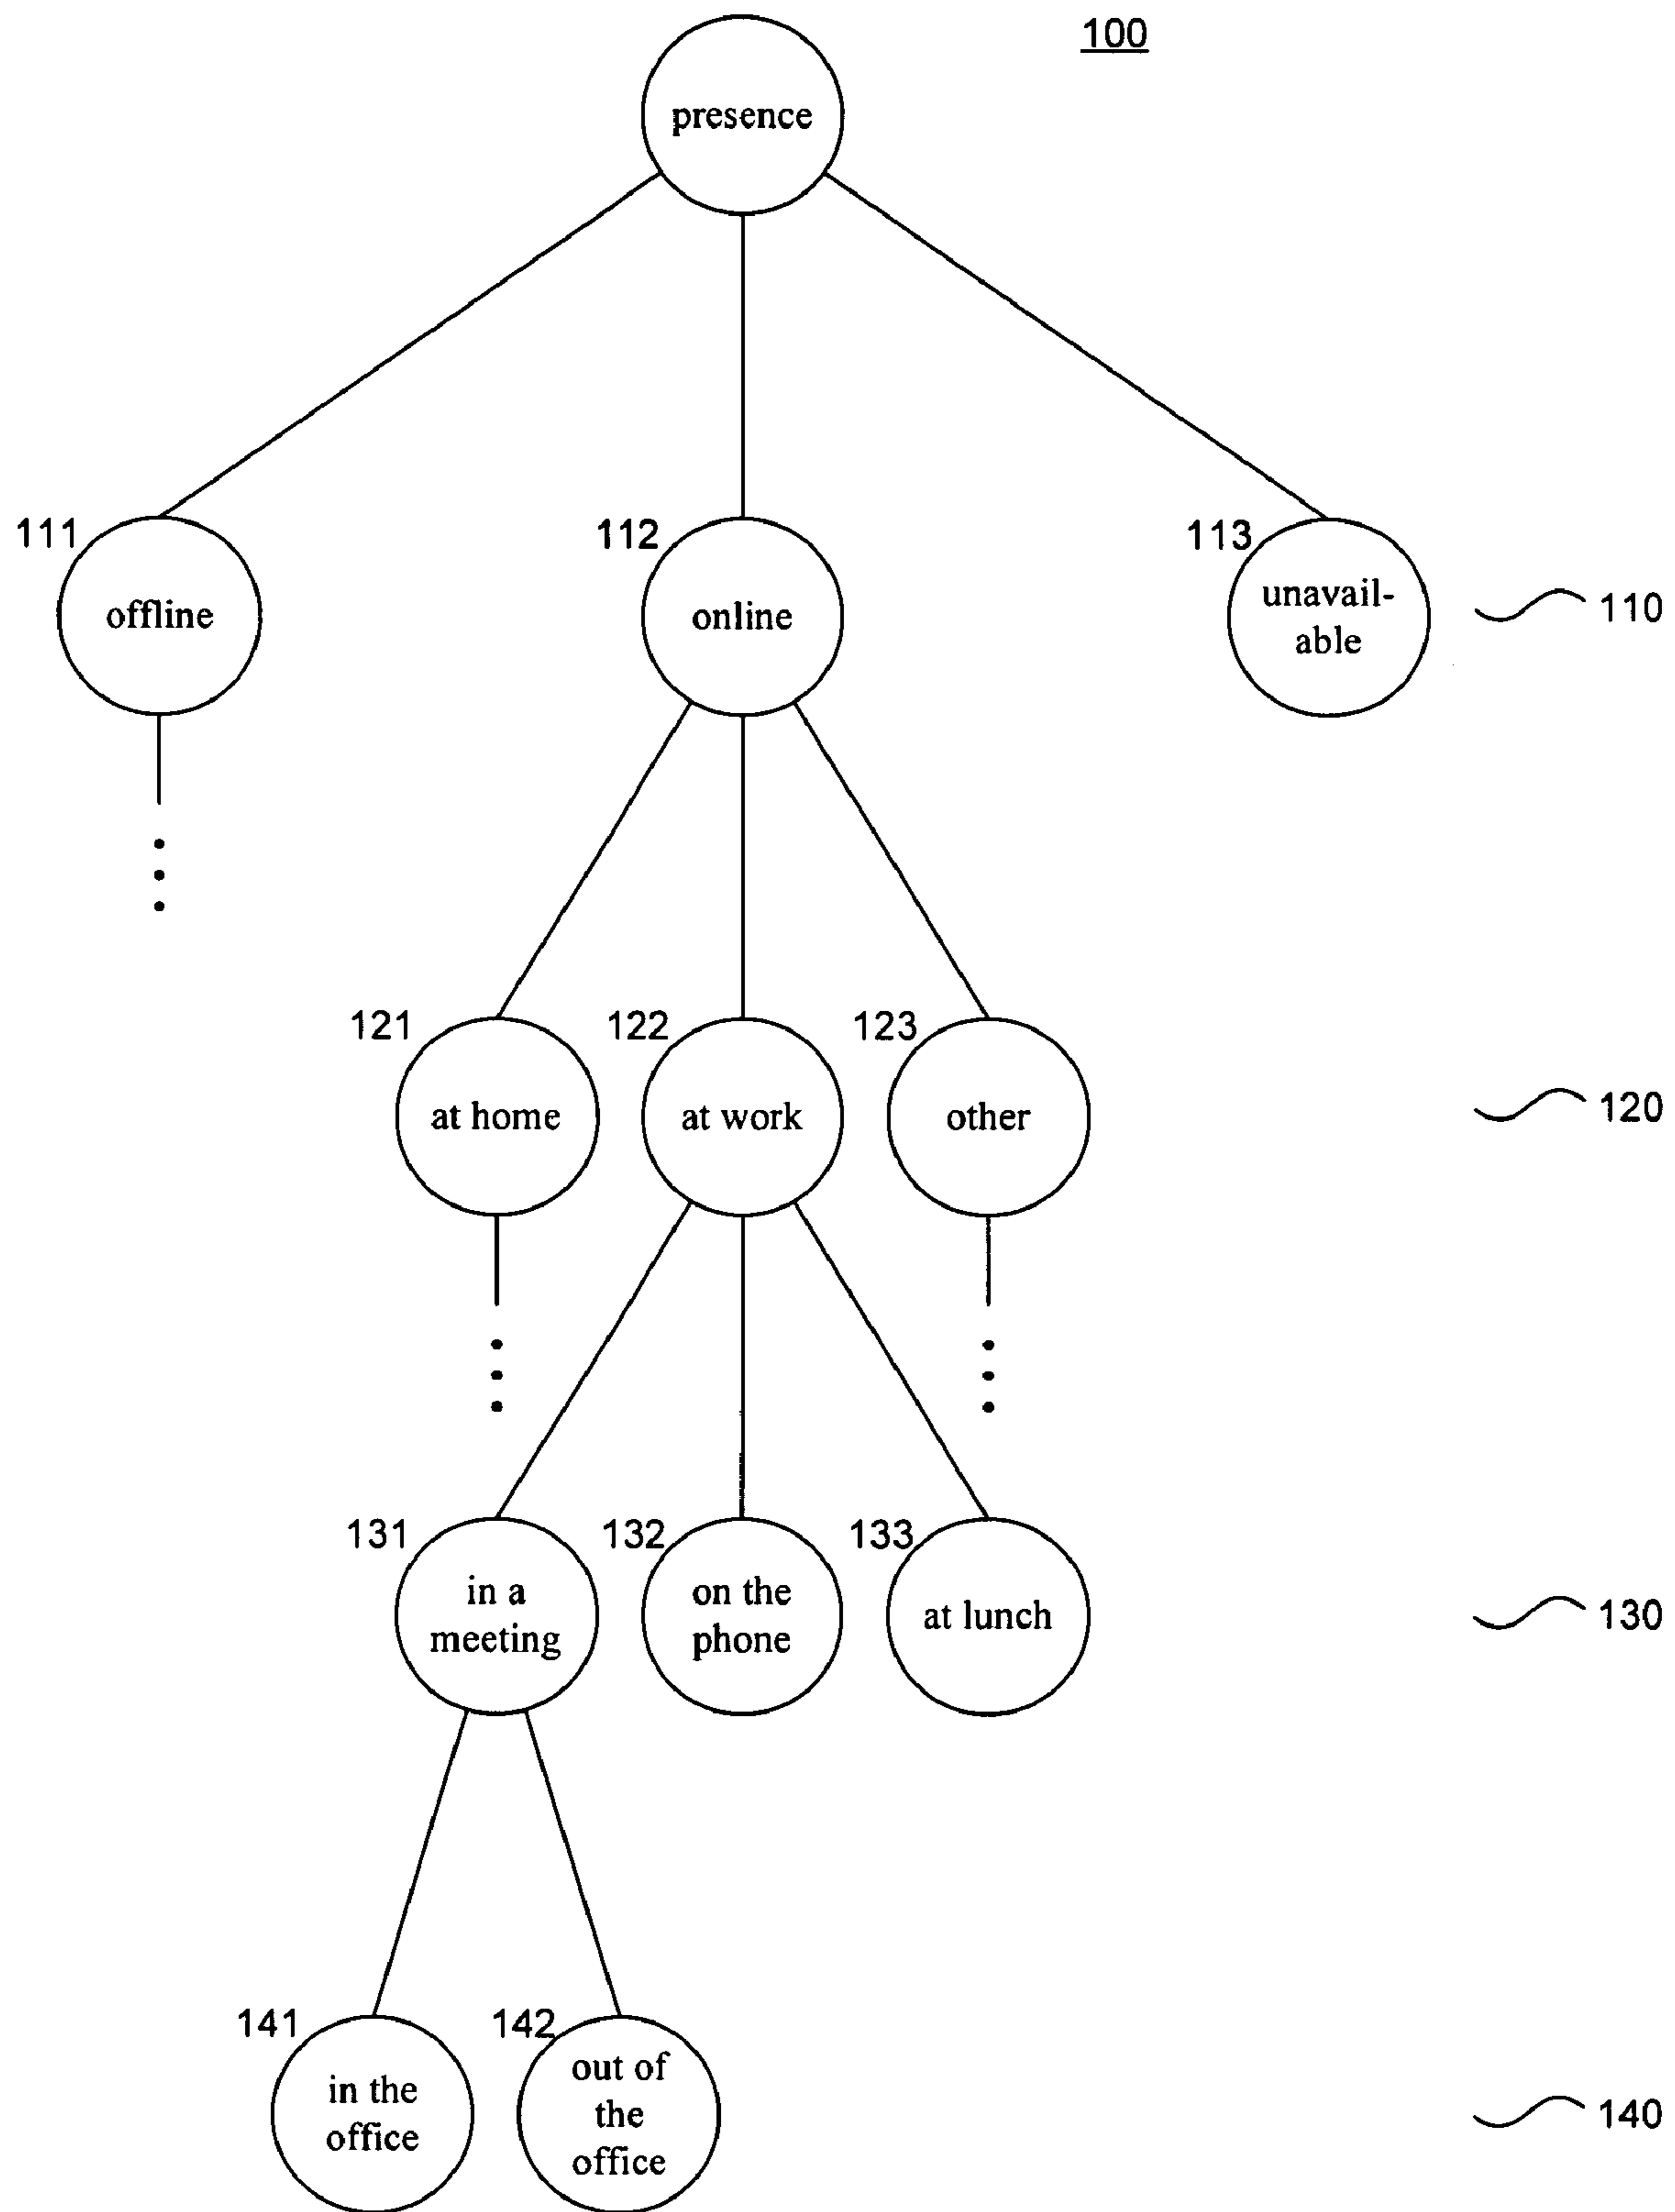 100
presence
111
112
113
offline
online
unavail-
able
110
121
122
123
at home
at work
other
120
131
132
133
in a
meeting
on the
phone
at lunch
130
141
142
in the
office
out of
the
office
140